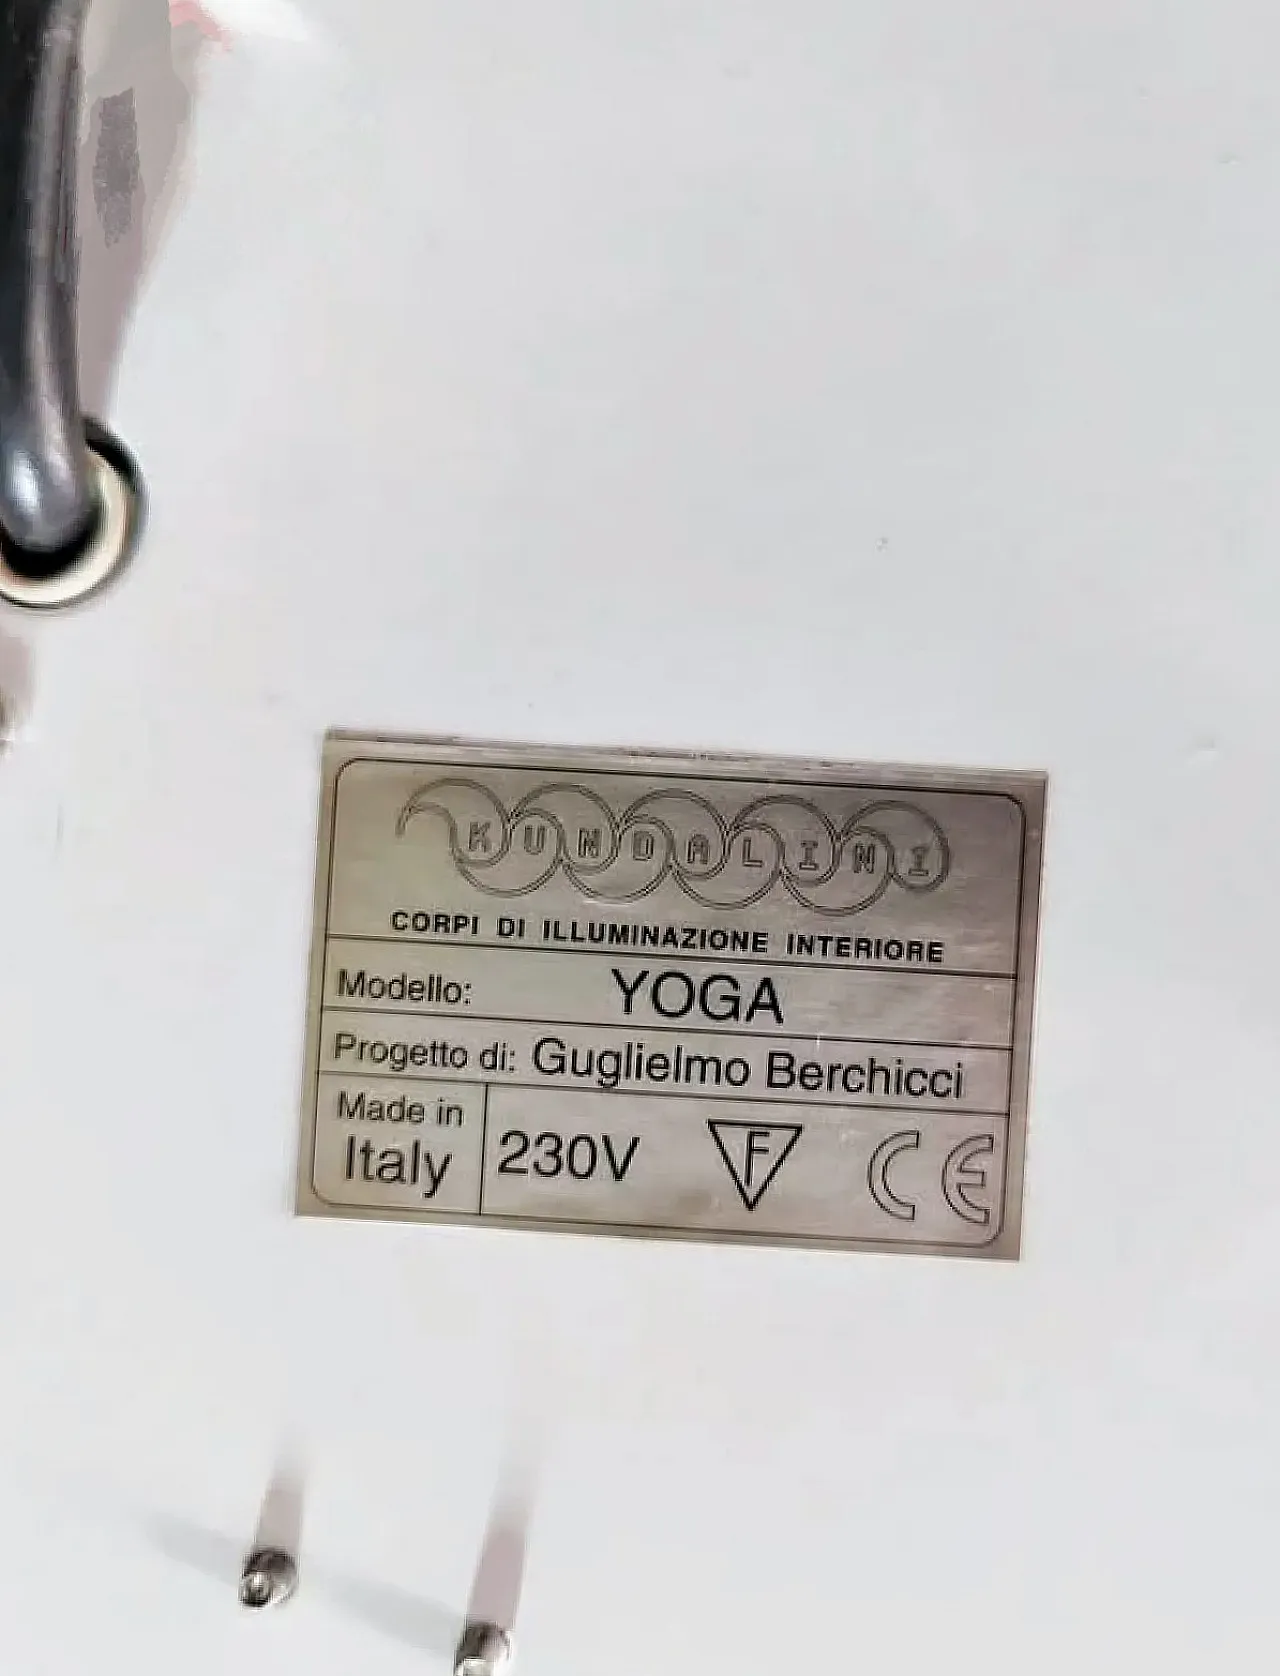 KUNDALINI
CORPI DI ILLUMINAZIONE INTERIORE
Modello: YOGA
Progetto di: Guglielmo Berchicci
Made in
Italy
230V F CE